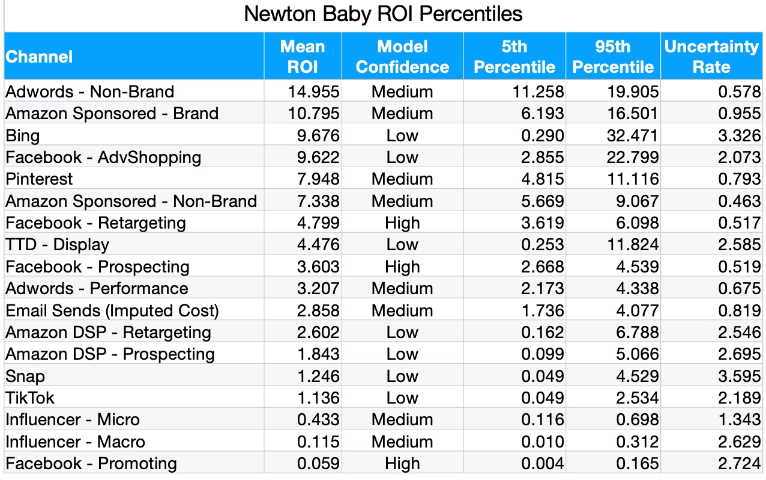 Newton Baby ROI Percentiles
Channel Mean ROI Model Confidence 5th Percentile 95th Percentile Uncertainty Rate
Adwords - Non-Brand 14.955 Medium 11.258 19.905 0.578
Amazon Sponsored - Brand 10.795 Medium 6.193 16.501 0.955
Bing 9.676 Low 0.290 32.471 3.326
Facebook - AdvShopping 9.622 Low 2.855 22.799 2.073
Pinterest 7.948 Medium 4.815 11.116 0.793
Amazon Sponsored - Non-Brand 7.338 Medium 5.669 9.067 0.463
Facebook - Retargeting 4.799 High 3.619 6.098 0.517
TTD - Display 4.476 Low 0.253 11.824 2.585
Facebook - Prospecting 3.603 High 2.668 4.539 0.519
Adwords - Performance 3.207 Medium 2.173 4.338 0.675
Email Sends (Imputed Cost) 2.858 Medium 1.736 4.077 0.819
Amazon DSP - Retargeting 2.602 Low 0.162 6.788 2.546
Amazon DSP - Prospecting 1.843 Low 0.099 5.066 2.695
Snap 1.246 Low 0.049 4.529 3.595
TikTok 1.136 Low 0.049 2.534 2.189
Influencer - Micro 0.433 Medium 0.116 0.698 1.343
Influencer - Macro 0.115 Medium 0.010 0.312 2.629
Facebook - Promoting 0.059 High 0.004 0.165 2.724